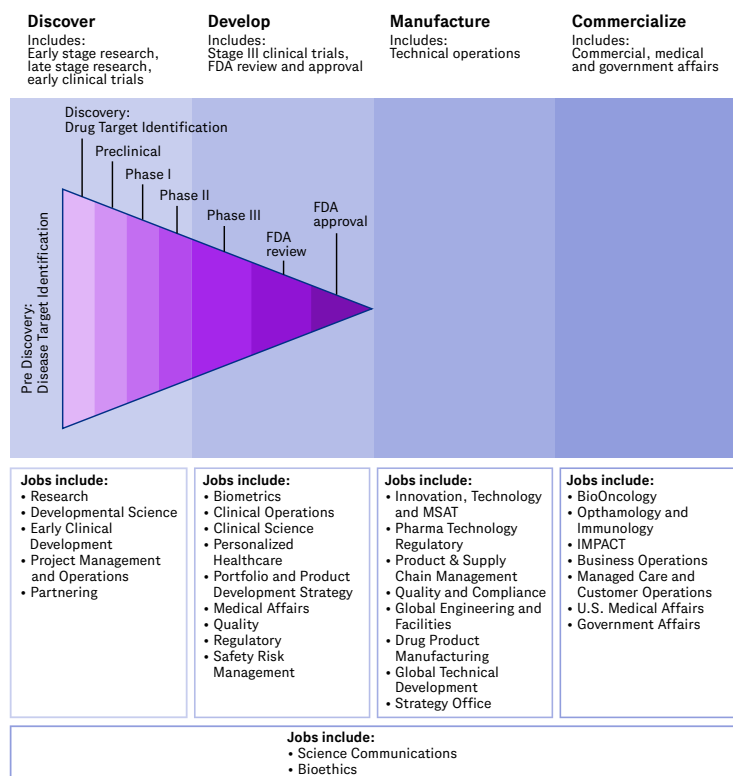 Discover
Includes:
Early stage research,
late stage research,
early clinical trials
Develop
Includes:
Stage III clinical trials,
FDA review and approval
Manufacture
Includes:
Technical operations
Commercialize
Includes:
Commercial, medical
and government affairs
Discovery:
Drug Target Identification
Preclinical
Phase I
Phase II
Phase III
FDA
review
FDA
approval
Pre Discovery:
Disease Target Identification
Jobs include:
• Research
• Developmental Science
• Early Clinical
Development
• Project Management
and Operations
• Partnering
Jobs include:
• Biometrics
• Clinical Operations
• Clinical Science
• Personalized
Healthcare
• Portfolio and Product
Development Strategy
• Medical Affairs
• Quality
• Regulatory
• Safety Risk
Management
Jobs include:
• Innovation, Technology
and MSAT
• Pharma Technology
Regulatory
• Product & Supply
Chain Management
• Quality and Compliance
• Global Engineering and
Facilities
• Drug Product
Manufacturing
• Global Technical
Development
• Strategy Office
Jobs include:
• BioOncology
• Opthamology and
Immunology
• IMPACT
• Business Operations
• Managed Care and
Customer Operations
• U.S. Medical Affairs
• Government Affairs
Jobs include:
• Science Communications
• Bioethics